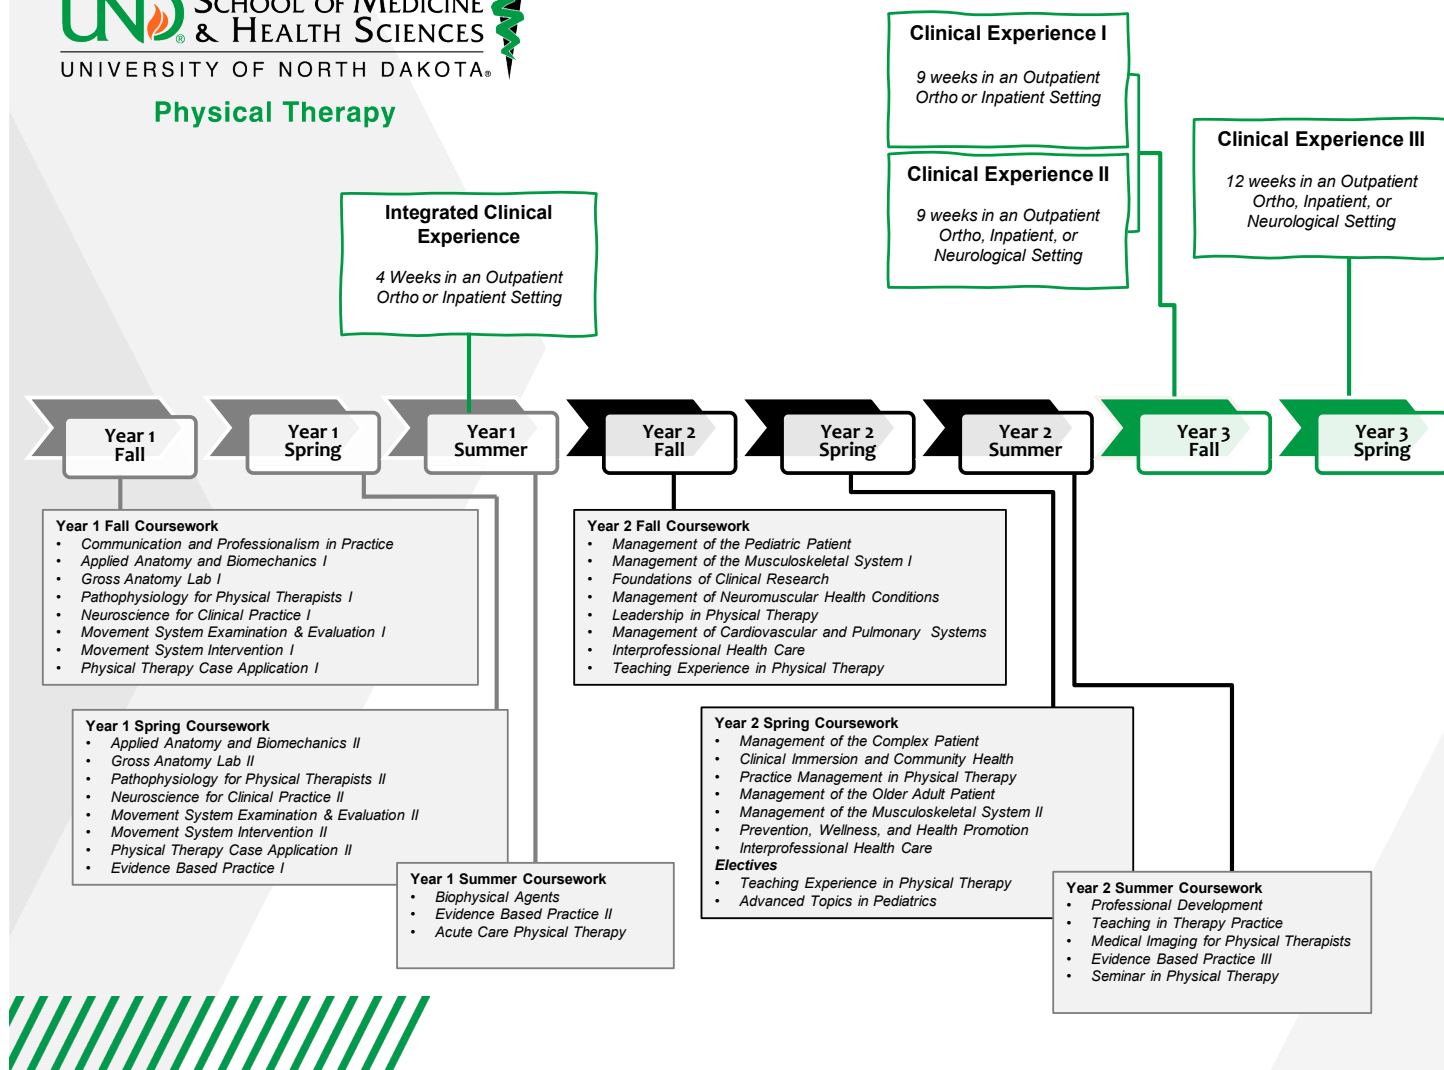 SCHOOL OF MEDICINE
UND® & HEALTH SCIENCES
UNIVERSITY OF NORTH DAKOTA®
Physical Therapy
Clinical Experience I
9 weeks in an Outpatient
Ortho or Inpatient Setting
Clinical Experience II
9 weeks in an Outpatient
Ortho, Inpatient, or
Neurological Setting
Clinical Experience III
12 weeks in an Outpatient
Ortho, Inpatient, or
Neurological Setting
Integrated Clinical
Experience
4 Weeks in an Outpatient
Ortho or Inpatient Setting
Year 1
Fall
Year 1
Spring
Year 1
Summer
Year 2
Fall
Year 2
Spring
Year 2
Summer
Year 3
Fall
Year 3
Spring
Year 1 Fall Coursework
• Communication and Professionalism in Practice
• Applied Anatomy and Biomechanics I
• Gross Anatomy Lab I
• Pathophysiology for Physical Therapists I
• Neuroscience for Clinical Practice I
• Movement System Examination & Evaluation I
• Movement System Intervention I
• Physical Therapy Case Application I
Year 1 Spring Coursework
• Applied Anatomy and Biomechanics II
• Gross Anatomy Lab II
• Pathophysiology for Physical Therapists II
• Neuroscience for Clinical Practice II
• Movement System Examination & Evaluation II
• Movement System Intervention II
• Physical Therapy Case Application II
• Evidence Based Practice I
Year 1 Summer Coursework
• Biophysical Agents
• Evidence Based Practice II
• Acute Care Physical Therapy
Year 2 Fall Coursework
• Management of the Pediatric Patient
• Management of the Musculoskeletal System I
• Foundations of Clinical Research
• Management of Neuromuscular Health Conditions
• Leadership in Physical Therapy
• Management of Cardiovascular and Pulmonary Systems
• Interprofessional Health Care
• Teaching Experience in Physical Therapy
Year 2 Spring Coursework
• Management of the Complex Patient
• Clinical Immersion and Community Health
• Practice Management in Physical Therapy
• Management of the Older Adult Patient
• Management of the Musculoskeletal System II
• Prevention, Wellness, and Health Promotion
• Interprofessional Health Care
Electives
• Teaching Experience in Physical Therapy
• Advanced Topics in Pediatrics
Year 2 Summer Coursework
• Professional Development
• Teaching in Therapy Practice
• Medical Imaging for Physical Therapists
• Evidence Based Practice III
• Seminar in Physical Therapy